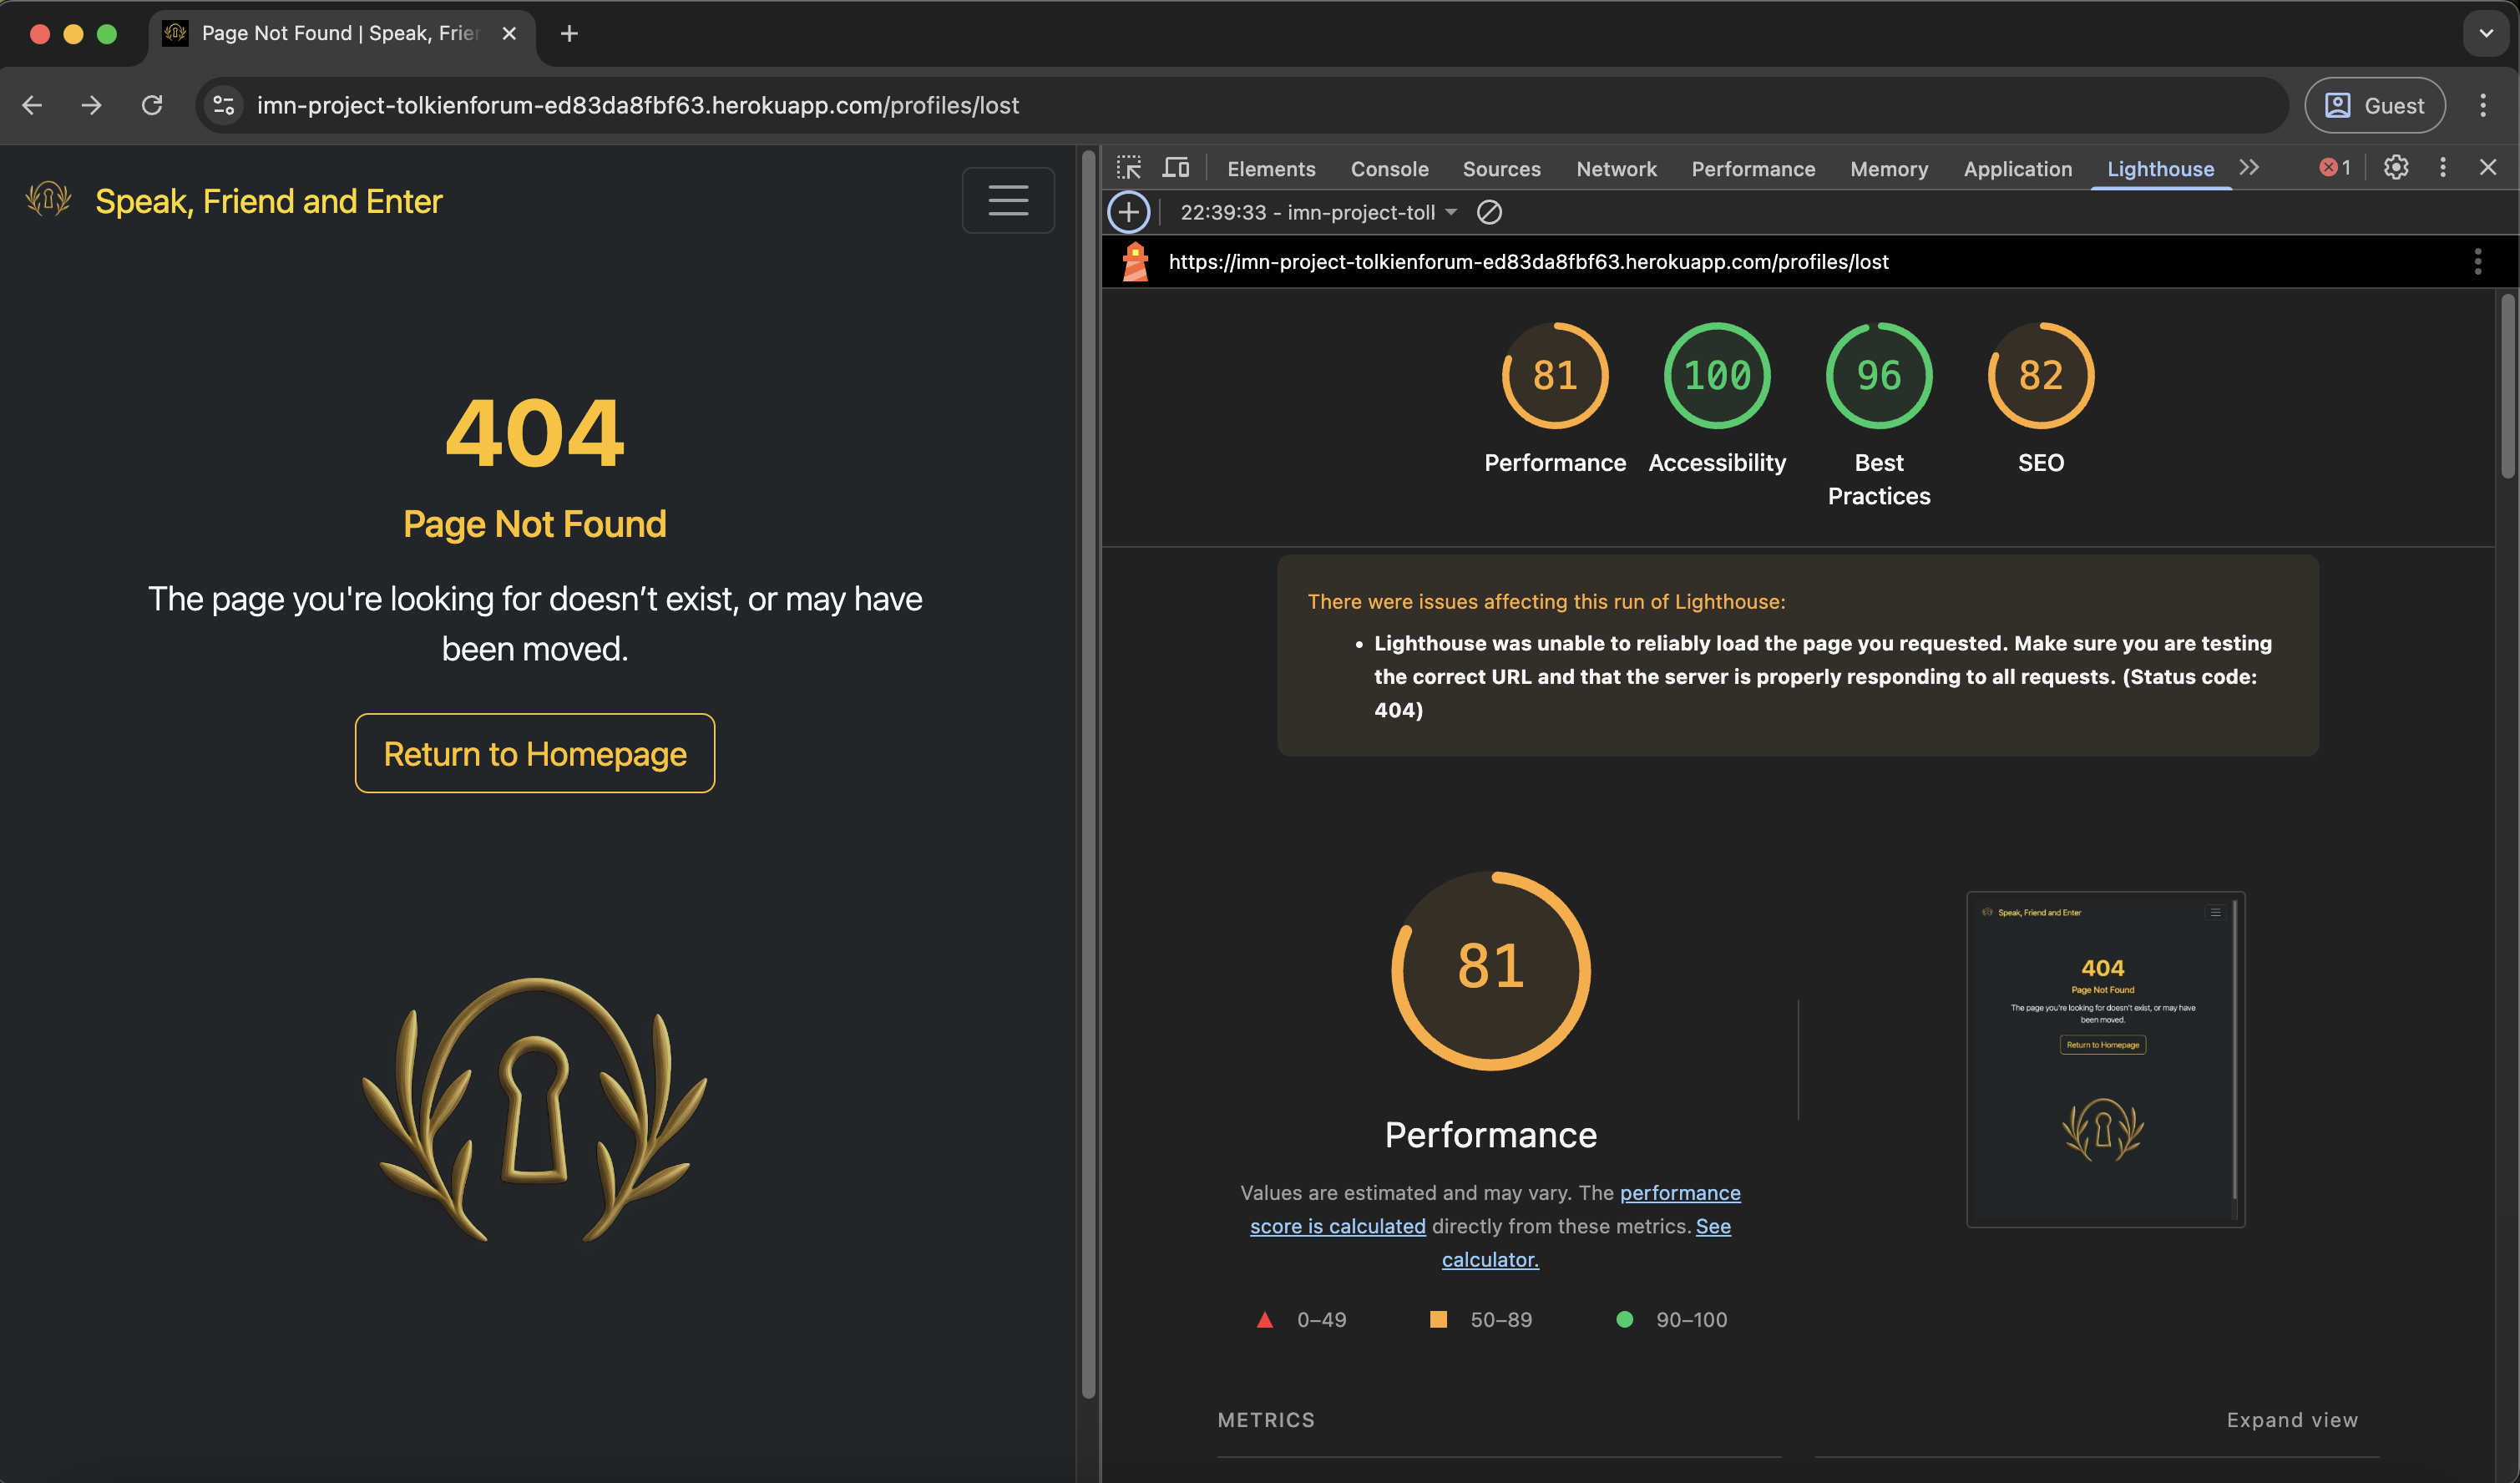 Page Not Found | Speak, Frie
imn-project-tolkienforum-ed83da8fbf63.herokuapp.com/profiles/lost
Guest
Speak, Friend and Enter
404
Page Not Found
The page you're looking for doesn’t exist, or may have
been moved.
Return to Homepage
Elements Console Sources Network Performance Memory Application Lighthouse 1
22:39:33 - imn-project-toll
https://imn-project-tolkienforum-ed83da8fbf63.herokuapp.com/profiles/lost
81 100 96 82
Performance Accessibility Best Practices SEO
There were issues affecting this run of Lighthouse:
• Lighthouse was unable to reliably load the page you requested. Make sure you are testing
the correct URL and that the server is properly responding to all requests. (Status code:
404)
81
Performance
Values are estimated and may vary. The performance
score is calculated directly from these metrics. See
calculator.
0–49 50–89 90–100
Speak, Friend and Enter
404
Page Not Found
The page you're looking for doesn’t exist, or may have
been moved.
Return to Homepage
METRICS
Expand view